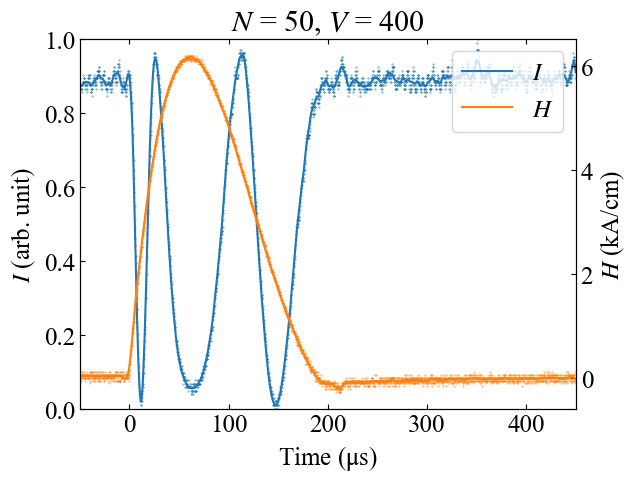 N = 50, V = 400
1.0
0.8
0.6
0.4
0.2
0.0
I (arb. unit)
I
H
6
4
2
0
H (kA/cm)
0 100 200 300 400
Time (μs)